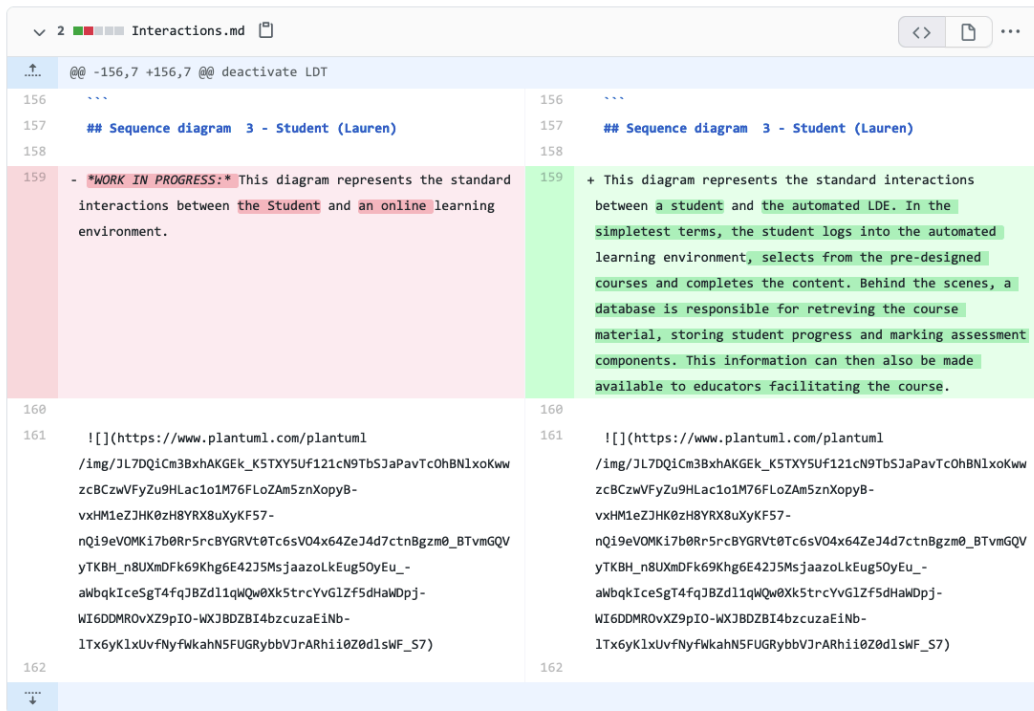 2 Interactions.md
@@ -156,7 +156,7 @@ deactivate LDT
156 ```
157 ## Sequence diagram  3 - Student (Lauren)
158
159 - *WORK IN PROGRESS:* This diagram represents the standard
interactions between the Student and an online learning
environment.
160
161 ![](https://www.plantuml.com/plantuml
/img/JL7DQiCm3BxhAKGEk_K5TXY5Uf121cN9TbSJaPavTcOhBNlxoKww
zcBCzwVFyZu9HLac1o1M76FLoZAm5znXopyB-
vxHM1eZJHK0zH8YRX8uXyKF57-
nQi9eVOMKi7b0Rr5rcBYGRVt0Tc6sVO4x64ZeJ4d7ctnBgzm0_BTvmGQV
yTKBH_n8UXmDFk69Khg6E42J5MsjaazoLkEug5OyEu_-
aWbqkIceSgT4fqJBZdl1qWQw0Xk5trcYvGlZf5dHaWDpj-
WI6DDMROvXZ9pIO-WXJBDZBI4bzcuzaEiNb-
lTx6yKlxUvfNyfWkahN5FUGRybbVJrARhii0Z0dlsWF_S7)
162
156 ```
157 ## Sequence diagram  3 - Student (Lauren)
158
159 + This diagram represents the standard interactions
between a student and the automated LDE. In the
simpletest terms, the student logs into the automated
learning environment, selects from the pre-designed
courses and completes the content. Behind the scenes, a
database is responsible for retreving the course
material, storing student progress and marking assessment
components. This information can then also be made
available to educators facilitating the course.
160
161 ![](https://www.plantuml.com/plantuml
/img/JL7DQiCm3BxhAKGEk_K5TXY5Uf121cN9TbSJaPavTcOhBNlxoKww
zcBCzwVFyZu9HLac1o1M76FLoZAm5znXopyB-
vxHM1eZJHK0zH8YRX8uXyKF57-
nQi9eVOMKi7b0Rr5rcBYGRVt0Tc6sVO4x64ZeJ4d7ctnBgzm0_BTvmGQV
yTKBH_n8UXmDFk69Khg6E42J5MsjaazoLkEug5OyEu_-
aWbqkIceSgT4fqJBZdl1qWQw0Xk5trcYvGlZf5dHaWDpj-
WI6DDMROvXZ9pIO-WXJBDZBI4bzcuzaEiNb-
lTx6yKlxUvfNyfWkahN5FUGRybbVJrARhii0Z0dlsWF_S7)
162